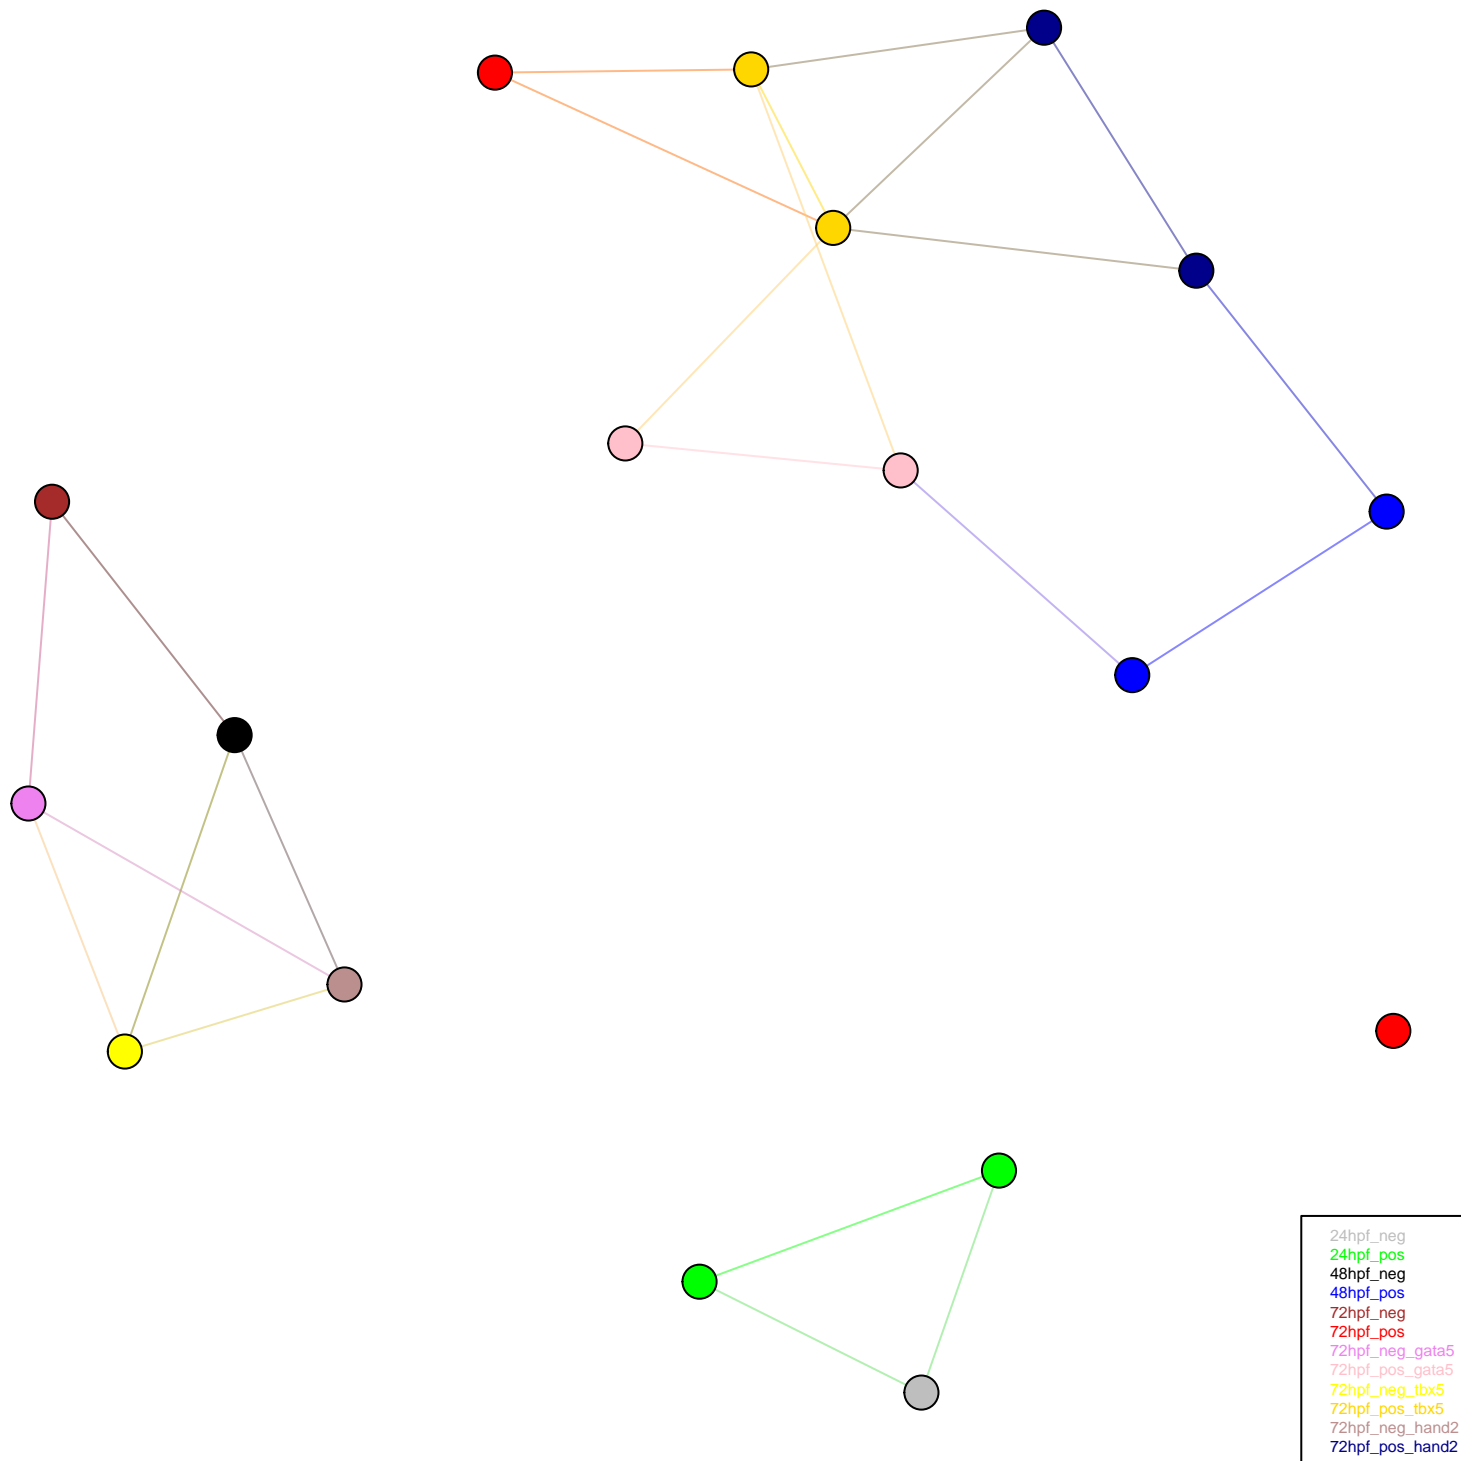 24hpf_neg
24hpf_pos
48hpf_neg
48hpf_pos
72hpf_neg
72hpf_pos
72hpf_neg_gata5
72hpf_pos_gata5
72hpf_neg_tbx5
72hpf_pos_tbx5
72hpf_neg_hand2
72hpf_pos_hand2